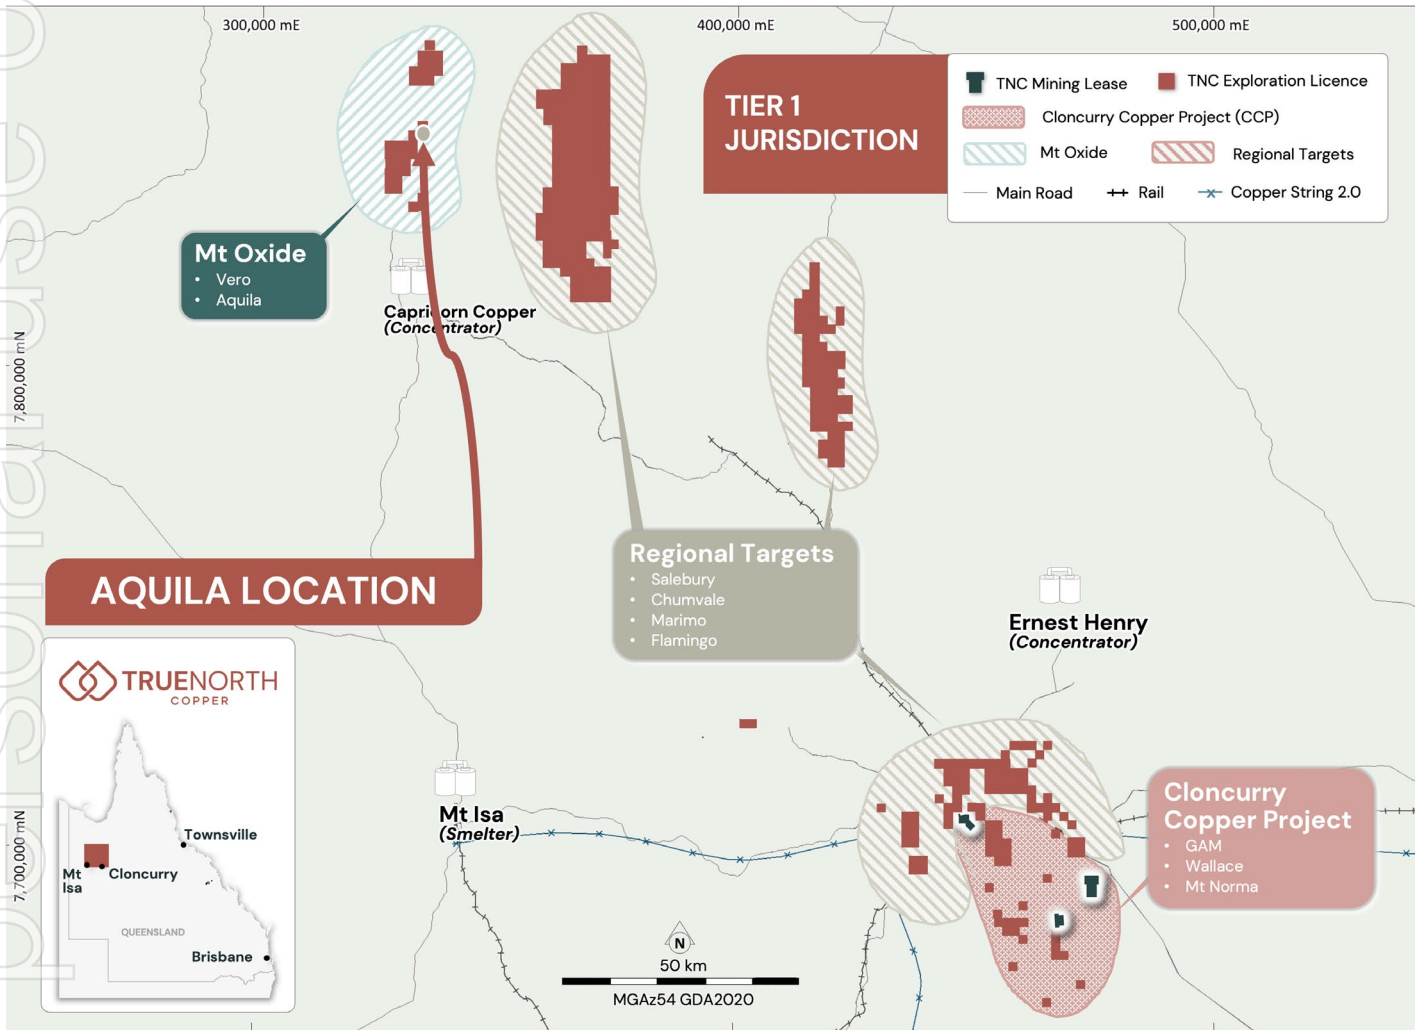 300,000 mE
400,000 mE
500,000 mE
TIER 1
JURISDICTION
TNC Mining Lease
TNC Exploration Licence
Cloncurry Copper Project (CCP)
Mt Oxide
Regional Targets
Main Road
Rail
Copper String 2.0
Mt Oxide
• Vero
• Aquila
Capricorn Copper
(Concentrator)
7,800,000 mN
Regional Targets
• Salebury
• Chumvale
• Marimo
• Flamingo
AQUILA LOCATION
Ernest Henry
(Concentrator)
TRUENORTH
COPPER
Townsville
Mt
Isa
Cloncurry
QUEENSLAND
Brisbane
7,700,000 mN
Mt Isa
(Smelter)
Cloncurry
Copper Project
• GAM
• Wallace
• Mt Norma
N
50 km
MGAz54 GDA2020